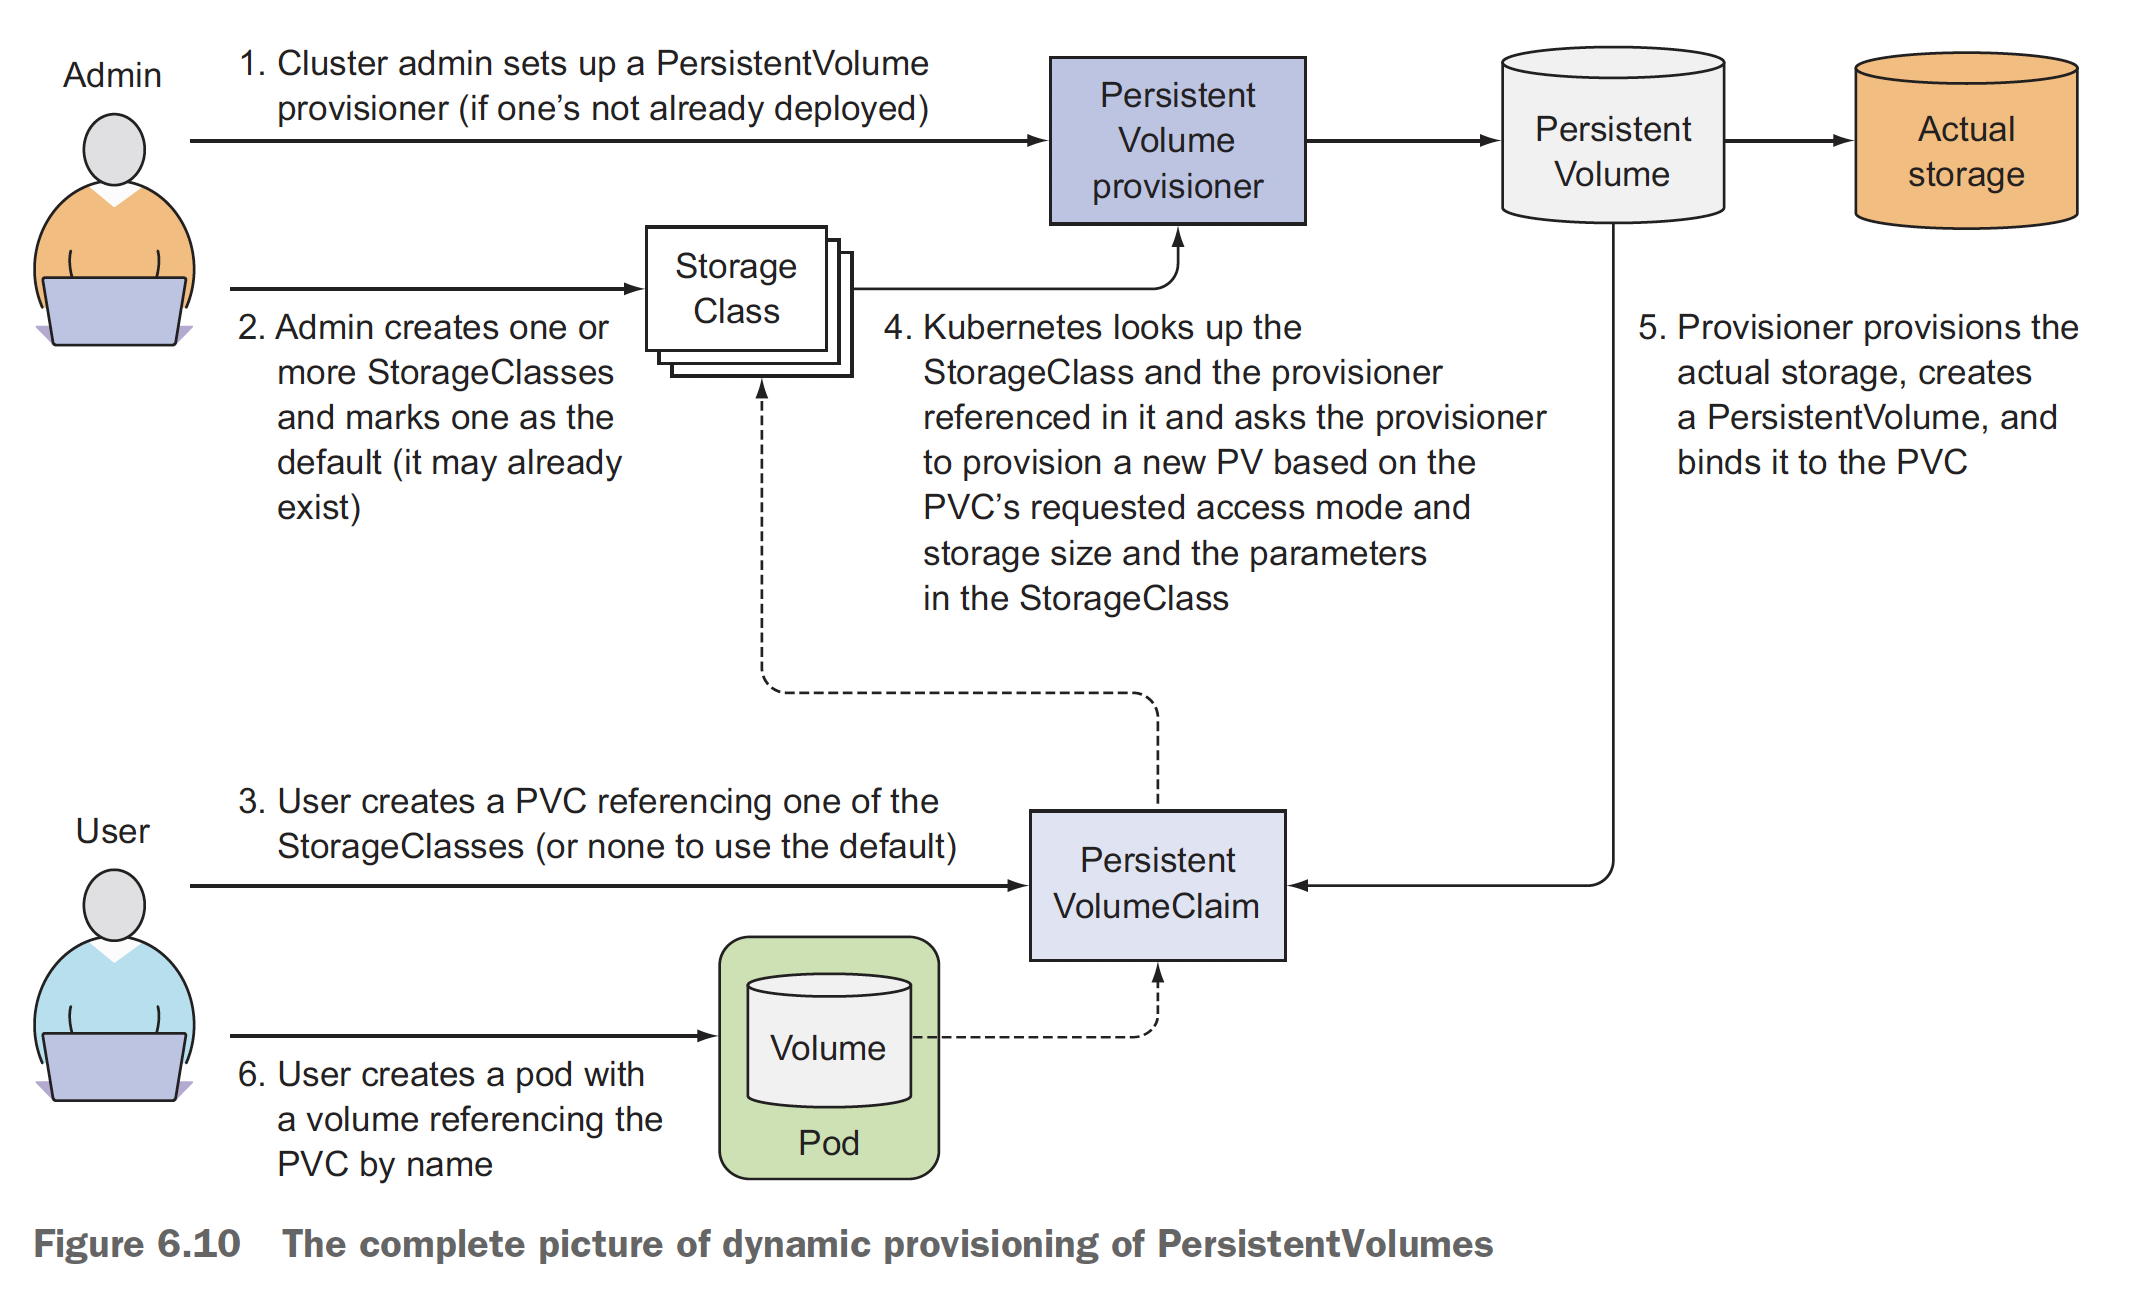 Admin
1. Cluster admin sets up a PersistentVolume
provisioner (if one’s not already deployed)
Persistent
Volume
provisioner
Persistent
Volume
Actual
storage
Storage
Class
2. Admin creates one or
more StorageClasses
and marks one as the
default (it may already
exist)
4. Kubernetes looks up the
StorageClass and the provisioner
referenced in it and asks the provisioner
to provision a new PV based on the
PVC’s requested access mode and
storage size and the parameters
in the StorageClass
5. Provisioner provisions the
actual storage, creates
a PersistentVolume, and
binds it to the PVC
User
3. User creates a PVC referencing one of the
StorageClasses (or none to use the default)
Persistent
VolumeClaim
6. User creates a pod with
a volume referencing the
PVC by name
Volume
Pod
Figure 6.10 The complete picture of dynamic provisioning of PersistentVolumes